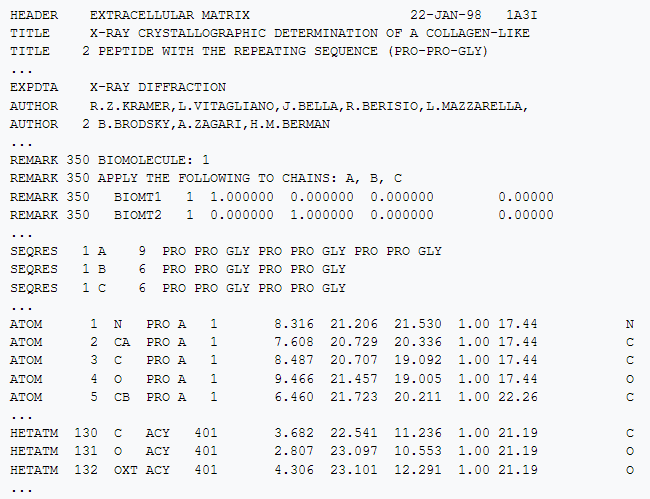 HEADER    EXTRACELLULAR MATRIX                    22-JAN-98   1A3I
TITLE     X-RAY CRYSTALLOGRAPHIC DETERMINATION OF A COLLAGEN-LIKE
TITLE    2 PEPTIDE WITH THE REPEATING SEQUENCE (PRO-PRO-GLY)
...
EXPDTA    X-RAY DIFFRACTION
AUTHOR    R.Z.KRAMER,L.VITAGLIANO,J.BELLA,R.BERISIO,L.MAZZARELLA,
AUTHOR   2 B.BRODSKY,A.ZAGARI,H.M.BERMAN
...
REMARK 350 BIOMOLECULE: 1
REMARK 350 APPLY THE FOLLOWING TO CHAINS: A, B, C
REMARK 350   BIOMT1   1  1.000000  0.000000  0.000000        0.00000
REMARK 350   BIOMT2   1  0.000000  1.000000  0.000000        0.00000
...
SEQRES   1 A    9  PRO PRO GLY PRO PRO GLY PRO PRO GLY
SEQRES   1 B    6  PRO PRO GLY PRO PRO GLY
SEQRES   1 C    6  PRO PRO GLY PRO PRO GLY
...
ATOM      1  N   PRO A   1       8.316  21.206  21.530  1.00 17.44           N
ATOM      2  CA  PRO A   1       7.608  20.729  20.336  1.00 17.44           C
ATOM      3  C   PRO A   1       8.487  20.707  19.092  1.00 17.44           C
ATOM      4  O   PRO A   1       9.466  21.457  19.005  1.00 17.44           O
ATOM      5  CB  PRO A   1       6.460  21.723  20.211  1.00 22.26           C
...
HETATM  130  C   ACY   401       3.682  22.541  11.236  1.00 21.19           C
HETATM  131  O   ACY   401       2.807  23.097  10.553  1.00 21.19           O
HETATM  132  OXT ACY   401       4.306  23.101  12.291  1.00 21.19           O
...